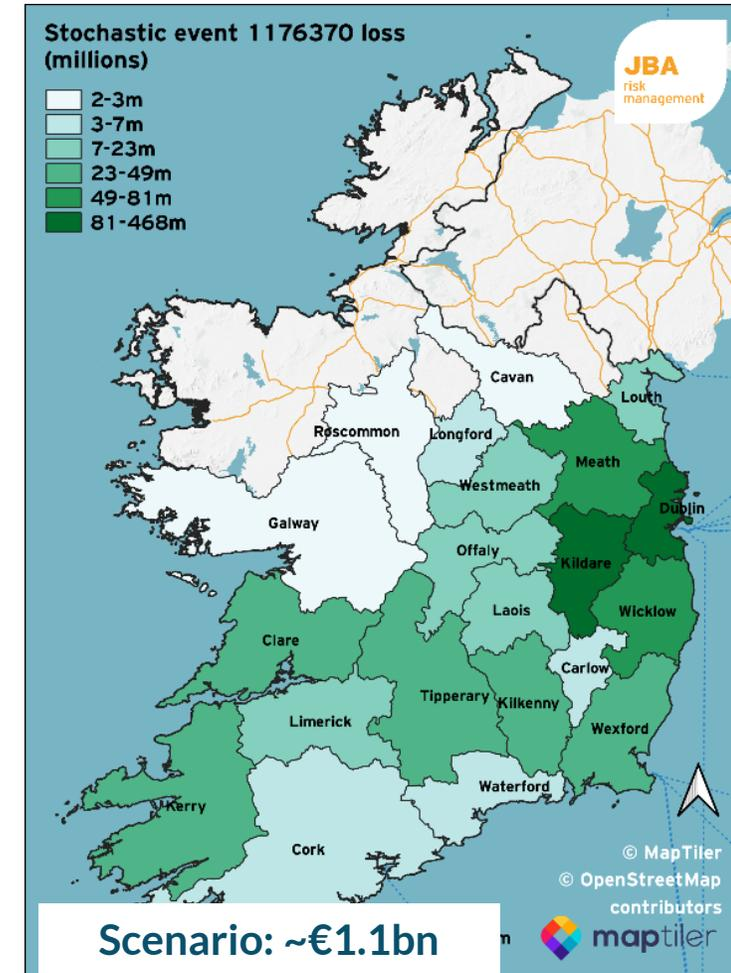 Stochastic event 1176370 loss
(millions)
2-3m
3-7m
7-23m
23-49m
49-81m
81-468m
JBA
risk
management
Cavan
Louth
Roscommon
Longford
Meath
Westmeath
Dublin
Galway
Offaly
Kildare
Laois
Wicklow
Clare
Carlow
Tipperary
Kilkenny
Limerick
Wexford
Waterford
Kerry
Cork
© MapTiler
© OpenStreetMap
contributors
Scenario: ~€1.1bn
m
maptiler